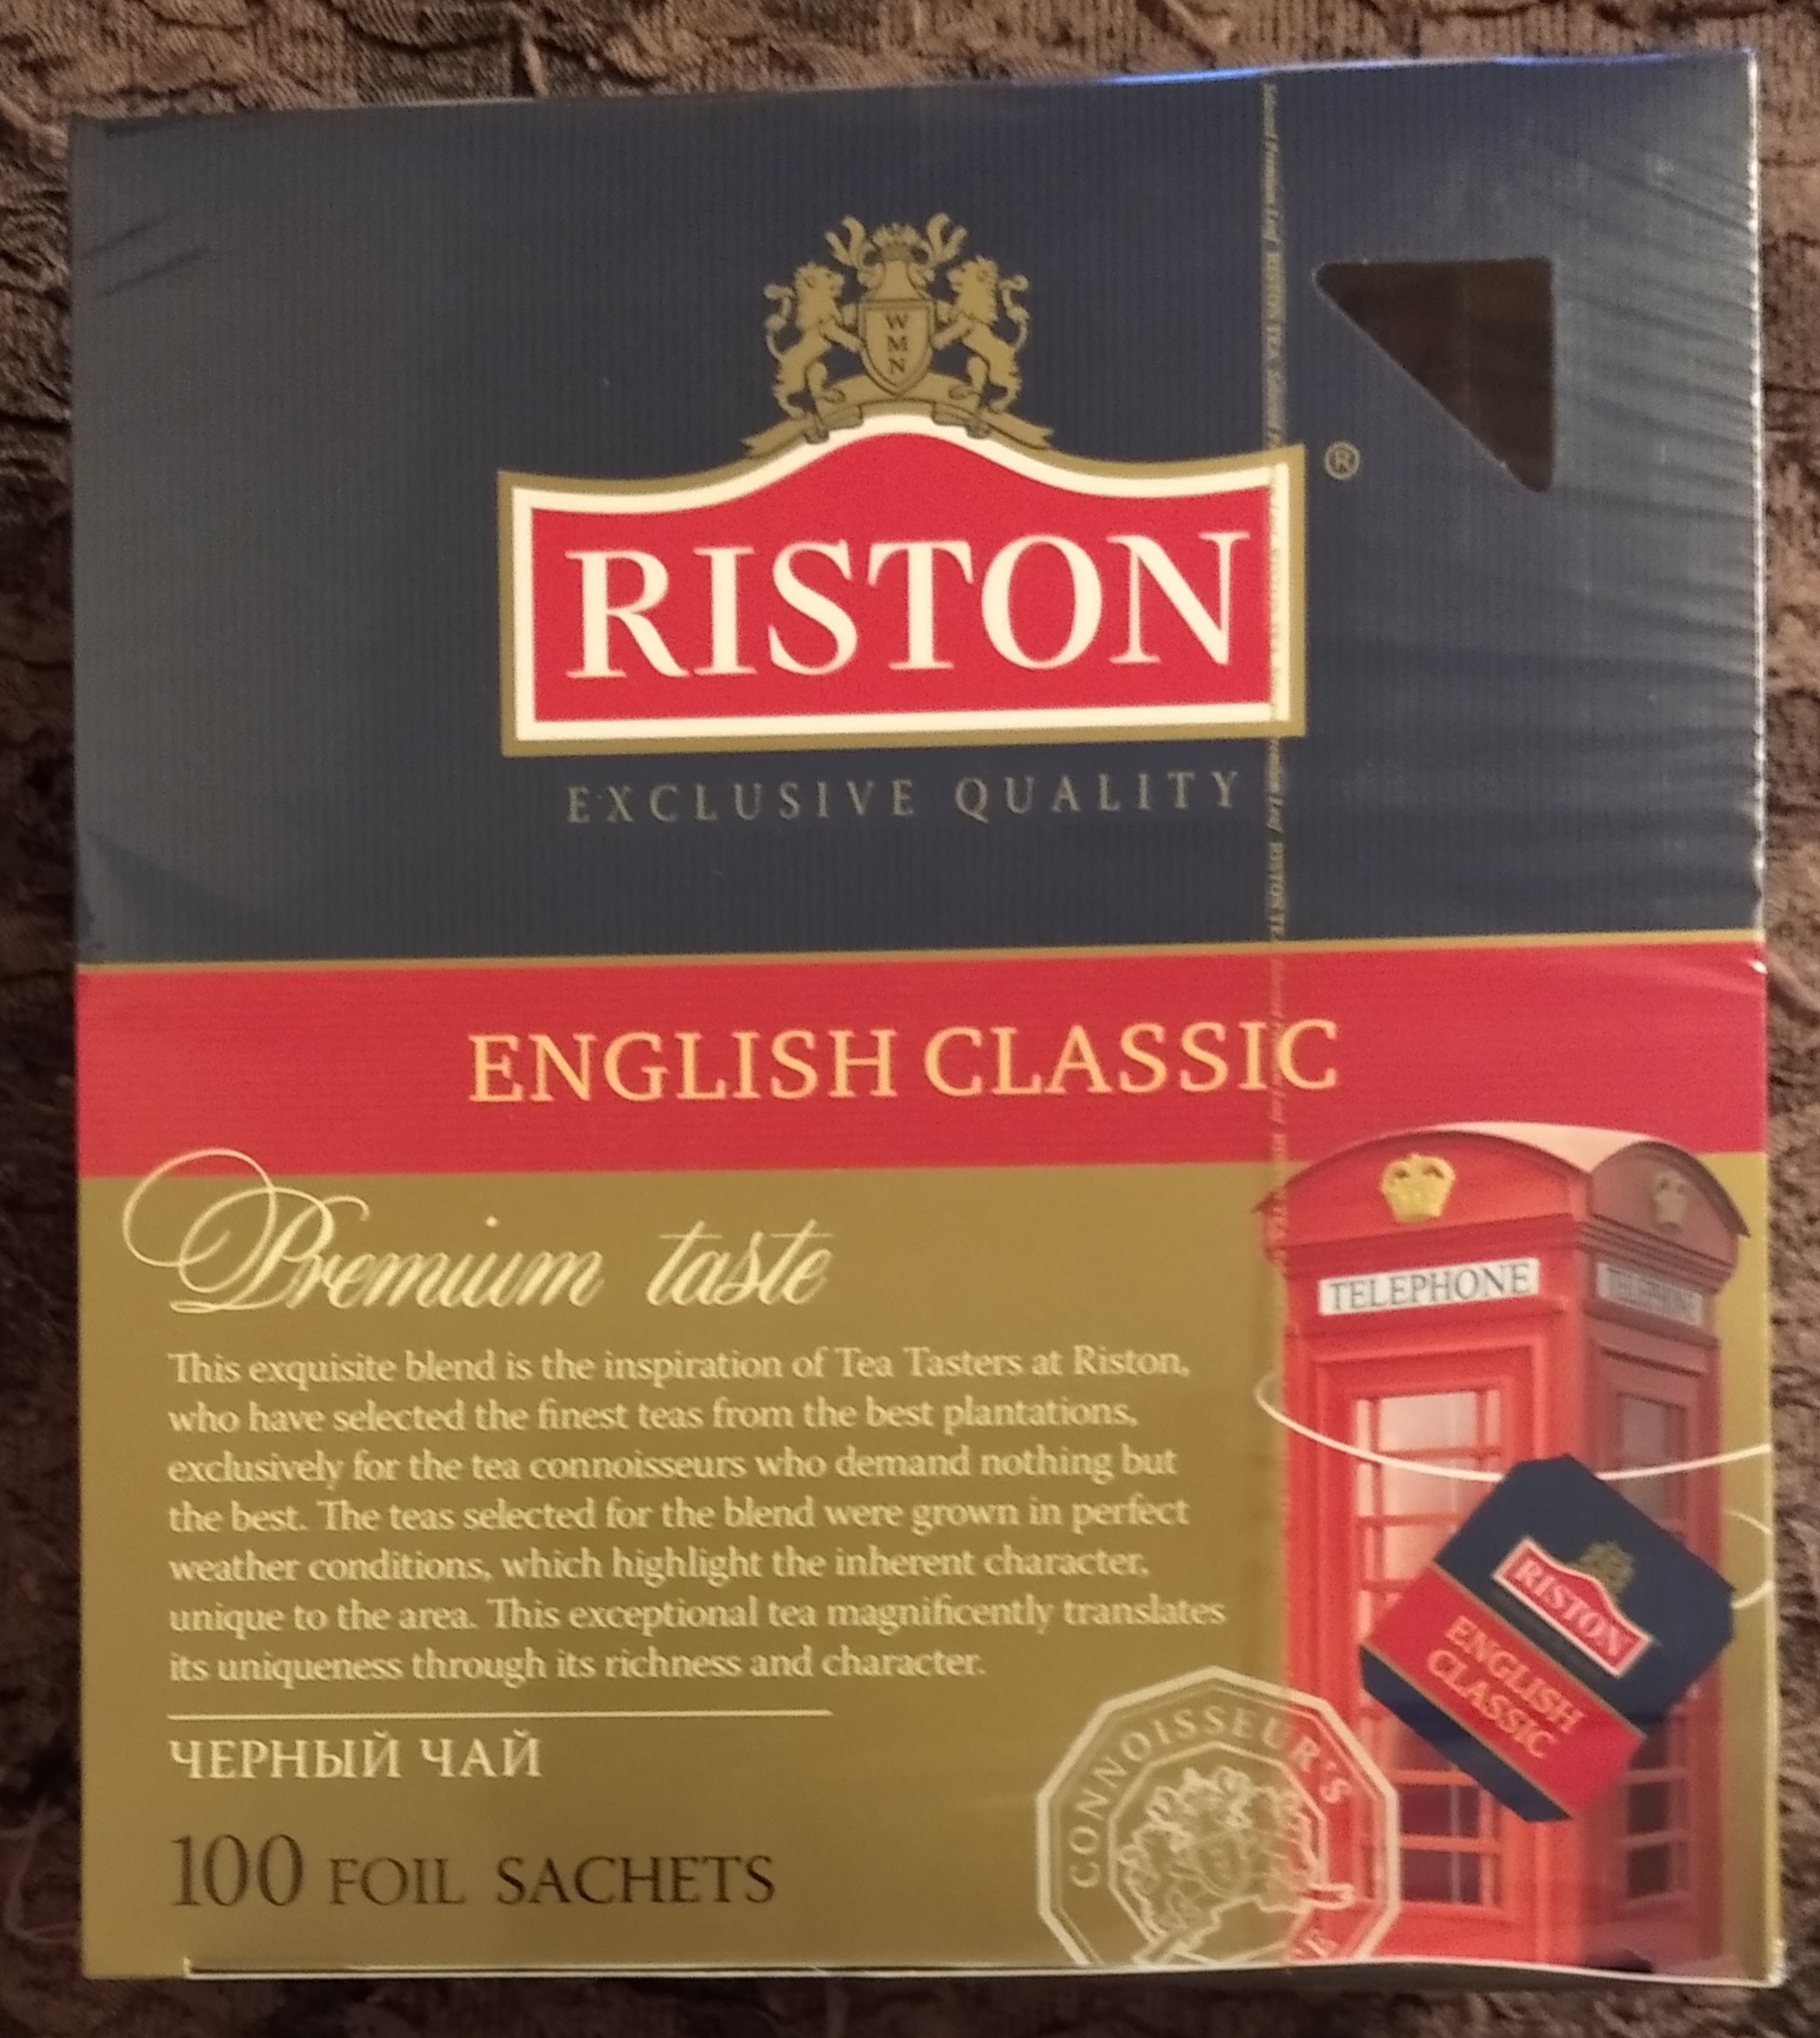 W
M
N
RISTON
®
EXCLUSIVE QUALITY
ENGLISH CLASSIC
Premium taste
This exquisite blend is the inspiration of Tea Tasters at Riston,
who have selected the finest teas from the best plantations,
exclusively for the tea connoisseurs who demand nothing but
the best. The teas selected for the blend were grown in perfect
weather conditions, which highlight the inherent character,
unique to the area. This exceptional tea magnificently translates
its uniqueness through its richness and character.
ЧЕРНЫЙ ЧАЙ
100 FOIL SACHETS
TELEPHONE
TELEPHONE
RISTON
ENGLISH
CLASSIC
CONNOISSEUR'S